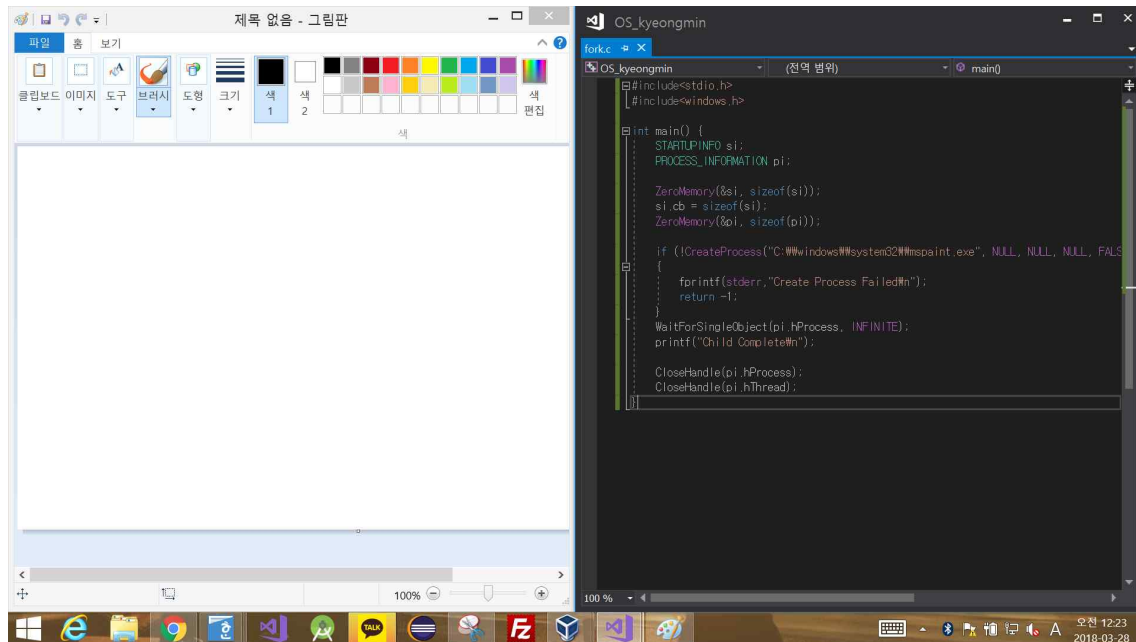 제목 없음 - 그림판
파일 홈 보기
클립보드 이미지 도구 브러시 도형 크기 색 1 색 2 색 편집
색
100%
OS_kyeongmin
fork.c
OS_kyeongmin (전역 범위) main()
#include<stdio.h>
#include<windows.h>
int main() {
STARTUPINFO si;
PROCESS_INFORMATION pi;
ZeroMemory(&si, sizeof(si));
si.cb = sizeof(si);
ZeroMemory(&pi, sizeof(pi));
if (!CreateProcess("C:₩₩windows₩₩system32₩₩mspaint.exe", NULL, NULL, NULL, FALS
{
fprintf(stderr,"Create Process Failed₩n");
return -1;
}
WaitForSingleObject(pi.hProcess, INFINITE);
printf("Child Complete₩n");
CloseHandle(pi.hProcess);
CloseHandle(pi.hThread);
}
100 %
TALK
A 오전 12:23
2018-03-28